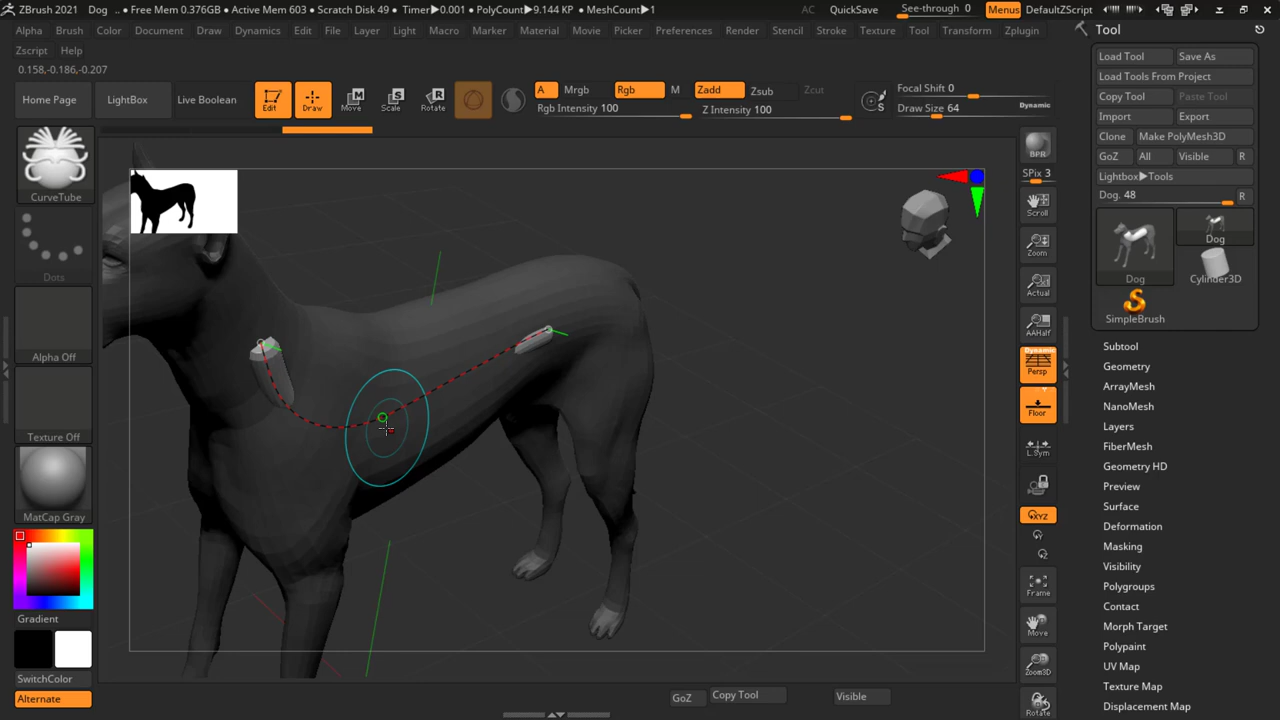 ZBrush 2021 Dog .. • Free Mem 0.376GB • Active Mem 603 • Scratch Disk 49 • Timer▶0.001 • PolyCount▶9.144 KP • MeshCount▶1 AC QuickSave See-through 0 Menus DefaultZScript
Alpha Brush Color Document Draw Dynamics Edit File Layer Light Macro Marker Material Movie Picker Preferences Render Stencil Stroke Texture Tool Transform Zplugin
Zscript Help
0.158,-0.186,-0.207
Home Page LightBox Live Boolean Edit Draw Move Scale Rotate
A Mrgb Rgb M Zadd Zsub Zcut
Rgb Intensity 100 Z Intensity 100
Focal Shift 0
Draw Size 64 Dynamic
S
CurveTube
Dots
Alpha Off
Texture Off
MatCap Gray
Gradient
SwitchColor
Alternate
BPR
SPix 3
Scroll
Zoom
Actual
AAHalf
Dynamic
Persp
Floor
L.Sym
XYZ
Y
Z
Frame
Move
Zoom3D
Rotate
GoZ Copy Tool Visible
Tool
Load Tool Save As
Load Tools From Project
Copy Tool Paste Tool
Import Export
Clone Make PolyMesh3D
GoZ All Visible R
Lightbox▶Tools
Dog. 48 R
Dog
Dog Cylinder3D
SimpleBrush
Subtool
Geometry
ArrayMesh
NanoMesh
Layers
FiberMesh
Geometry HD
Preview
Surface
Deformation
Masking
Visibility
Polygroups
Contact
Morph Target
Polypaint
UV Map
Texture Map
Displacement Map